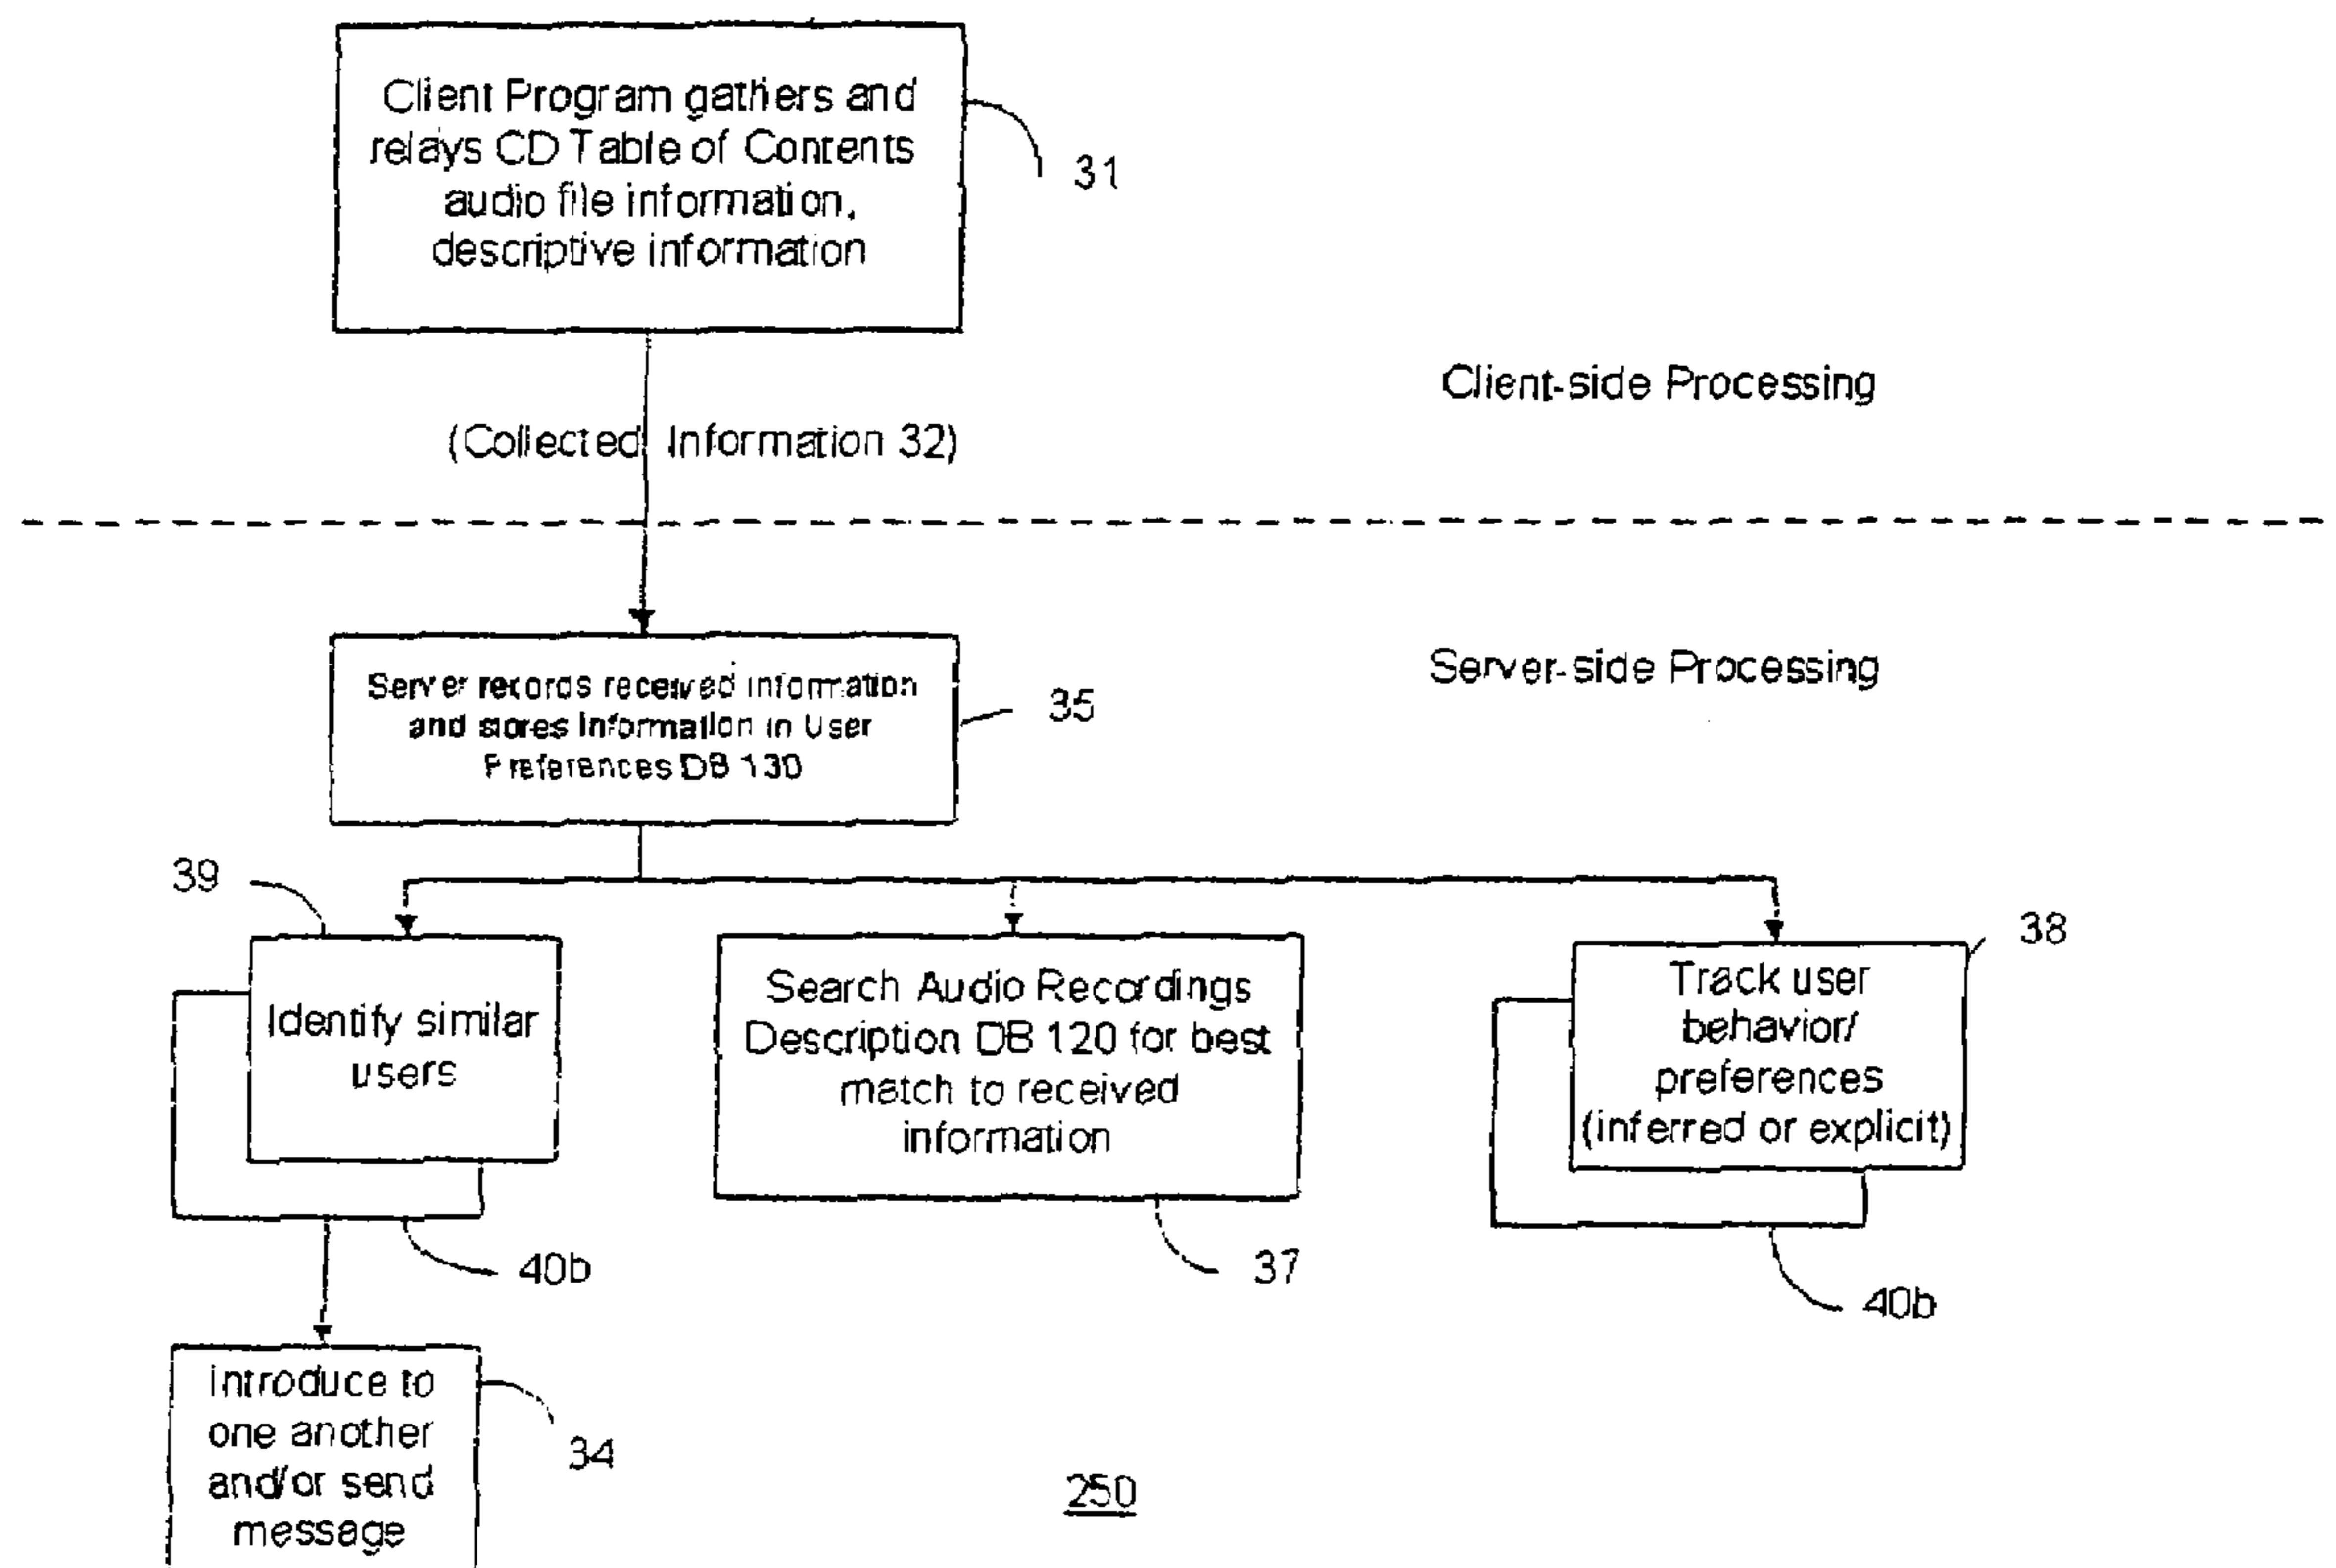 Client Program gathers and
relays CD Table of Contents
audio file information,
descriptive information
31
Client-side Processing
(Collected Information 32)
Server-side Processing
Server records received information
and stores information in User
Preferences DB 130
35
39
38
Identify similar
users
Search Audio Recordings
Description DB 120 for best
match to received
information
Track user
behavior/
preferences
(inferred or explicit)
40b
37
40b
Introduce to
one another
and/or send
message
34
250